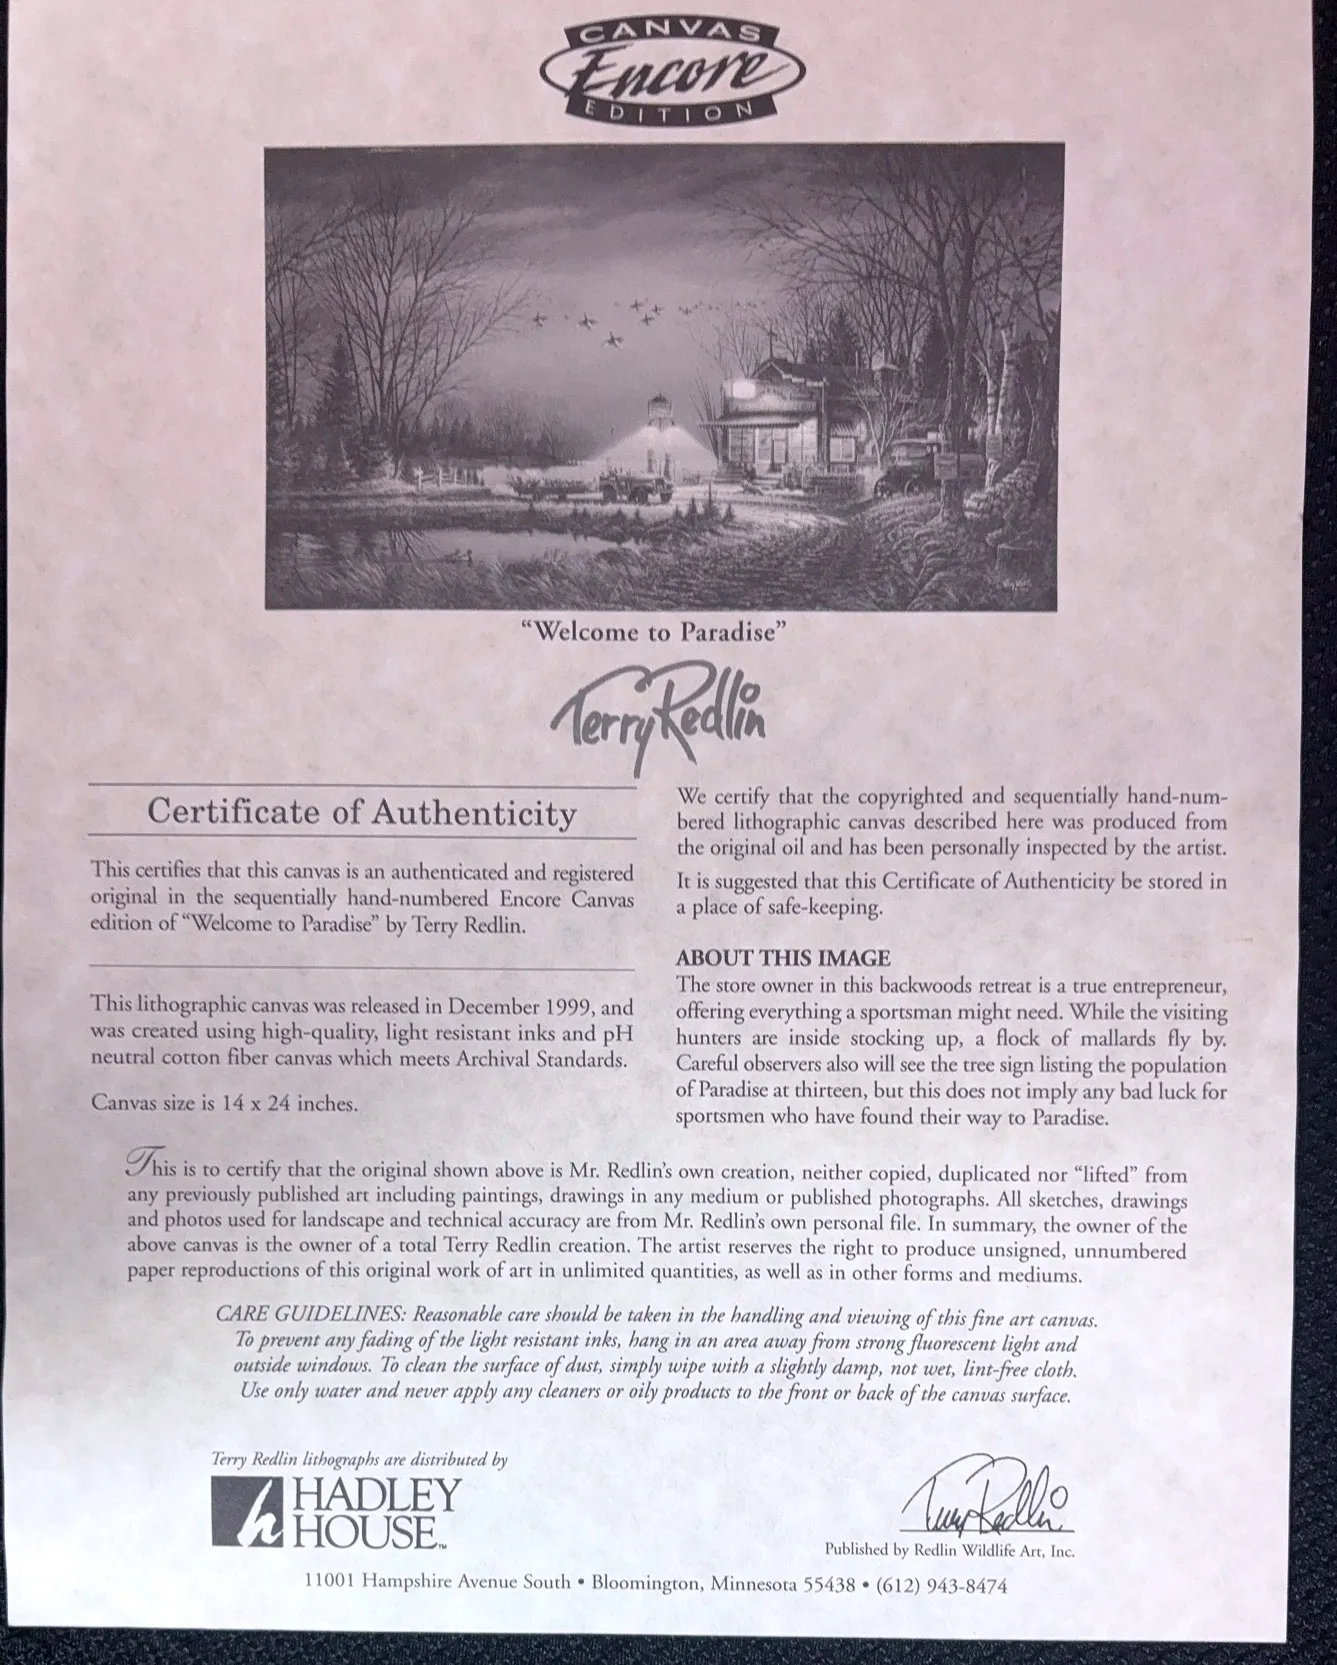 CANVAS
Encore
EDITION
“Welcome to Paradise”
Terry Redlin
Certificate of Authenticity
This certifies that this canvas is an authenticated and registered
original in the sequentially hand-numbered Encore Canvas
edition of “Welcome to Paradise” by Terry Redlin.
This lithographic canvas was released in December 1999, and
was created using high-quality, light resistant inks and pH
neutral cotton fiber canvas which meets Archival Standards.
Canvas size is 14 x 24 inches.
We certify that the copyrighted and sequentially hand-num-
bered lithographic canvas described here was produced from
the original oil and has been personally inspected by the artist.
It is suggested that this Certificate of Authenticity be stored in
a place of safe-keeping.
ABOUT THIS IMAGE
The store owner in this backwoods retreat is a true entrepreneur,
offering everything a sportsman might need. While the visiting
hunters are inside stocking up, a flock of mallards fly by.
Careful observers also will see the tree sign listing the population
of Paradise at thirteen, but this does not imply any bad luck for
sportsmen who have found their way to Paradise.
This is to certify that the original shown above is Mr. Redlin’s own creation, neither copied, duplicated nor “lifted” from
any previously published art including paintings, drawings in any medium or published photographs. All sketches, drawings
and photos used for landscape and technical accuracy are from Mr. Redlin’s own personal file. In summary, the owner of the
above canvas is the owner of a total Terry Redlin creation. The artist reserves the right to produce unsigned, unnumbered
paper reproductions of this original work of art in unlimited quantities, as well as in other forms and mediums.
CARE GUIDELINES: Reasonable care should be taken in the handling and viewing of this fine art canvas.
To prevent any fading of the light resistant inks, hang in an area away from strong fluorescent light and
outside windows. To clean the surface of dust, simply wipe with a slightly damp, not wet, lint-free cloth.
Use only water and never apply any cleaners or oily products to the front or back of the canvas surface.
Terry Redlin lithographs are distributed by
h HADLEY
HOUSE™
Terry Redlin
Published by Redlin Wildlife Art, Inc.
11001 Hampshire Avenue South • Bloomington, Minnesota 55438 • (612) 943-8474